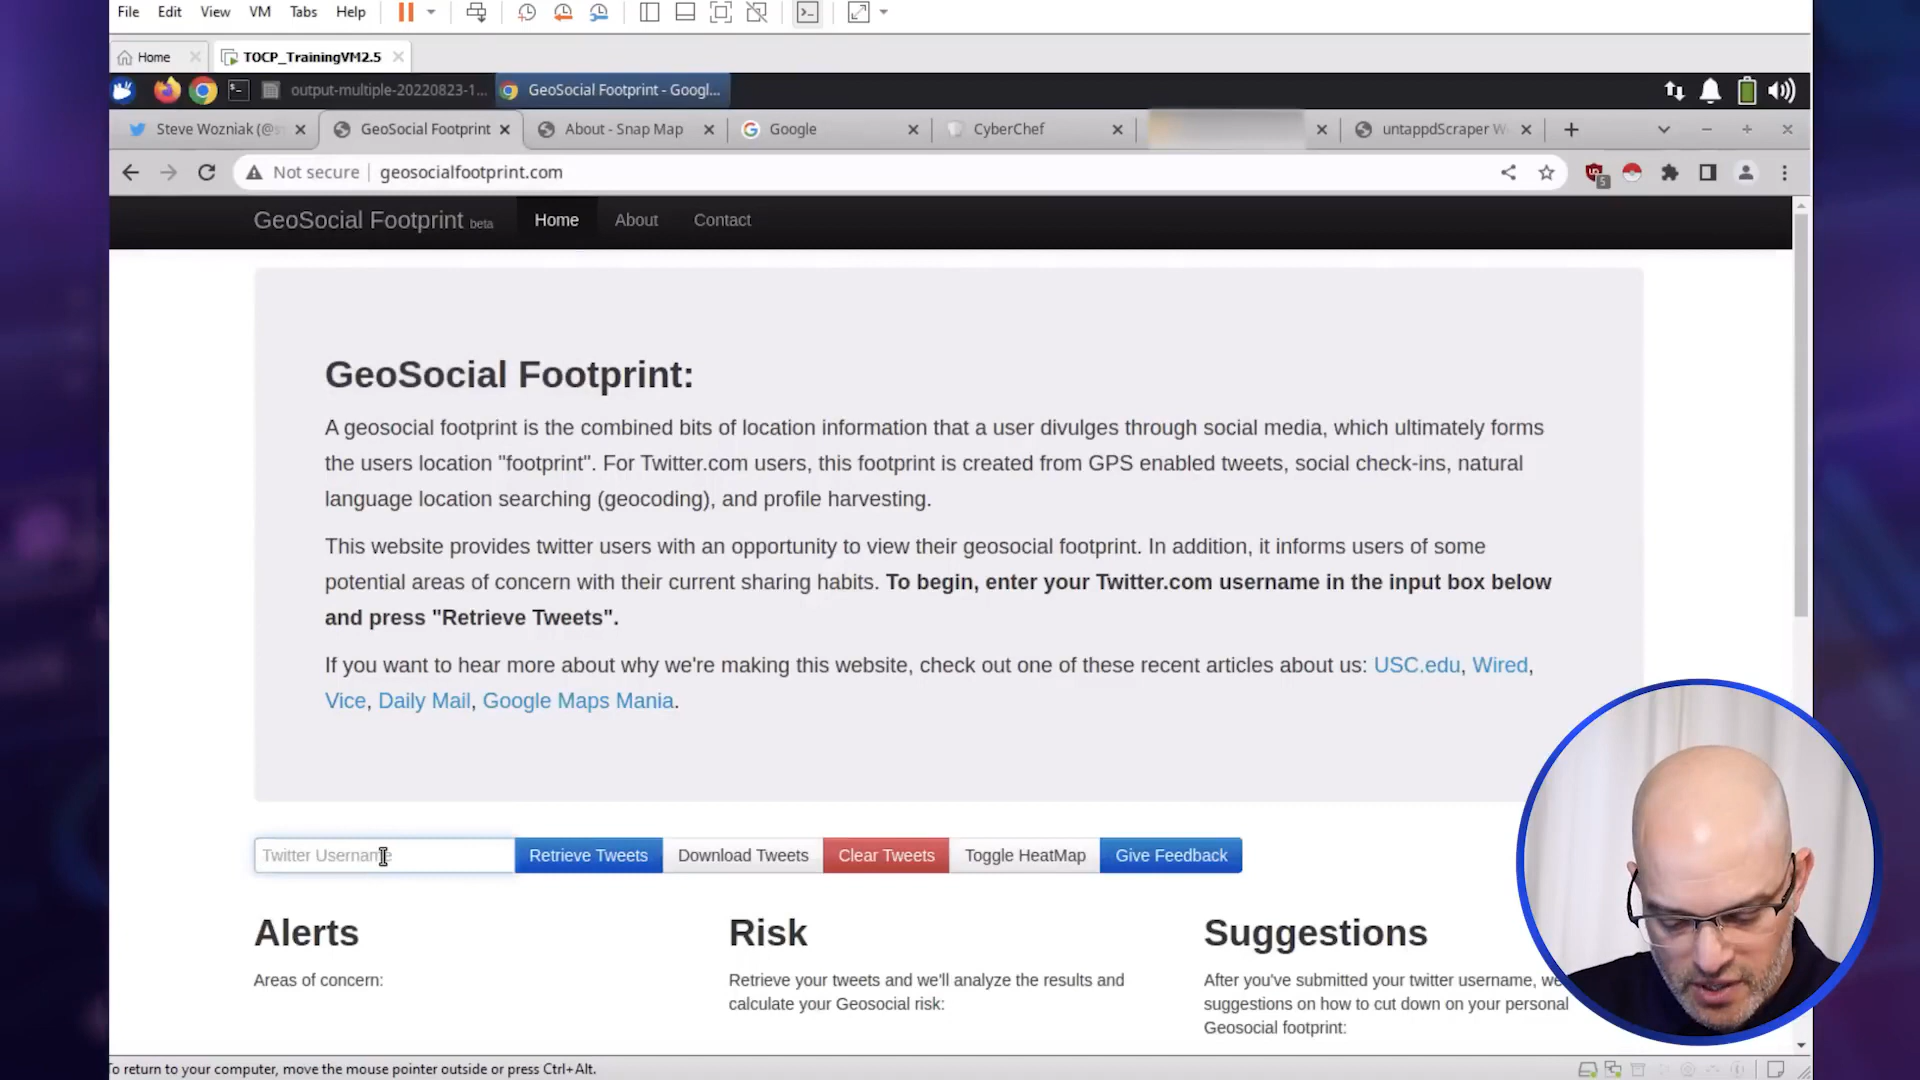 File Edit View VM Tabs Help
Home TOCP_TrainingVM2.5
output-multiple-20220823-1... GeoSocial Footprint - Googl...
Steve Wozniak (@s GeoSocial Footprint About - Snap Map Google CyberChef untappdScraper W
Not secure geosocialfootprint.com 5
GeoSocial Footprint beta Home About Contact
GeoSocial Footprint:
A geosocial footprint is the combined bits of location information that a user divulges through social media, which ultimately forms
the users location "footprint". For Twitter.com users, this footprint is created from GPS enabled tweets, social check-ins, natural
language location searching (geocoding), and profile harvesting.
This website provides twitter users with an opportunity to view their geosocial footprint. In addition, it informs users of some
potential areas of concern with their current sharing habits. To begin, enter your Twitter.com username in the input box below
and press "Retrieve Tweets".
If you want to hear more about why we're making this website, check out one of these recent articles about us: USC.edu, Wired,
Vice, Daily Mail, Google Maps Mania.
Twitter Username Retrieve Tweets Download Tweets Clear Tweets Toggle HeatMap Give Feedback
Alerts Risk Suggestions
Areas of concern: Retrieve your tweets and we'll analyze the results and After you've submitted your twitter username, we
calculate your Geosocial risk: suggestions on how to cut down on your personal
Geosocial footprint:
To return to your computer, move the mouse pointer outside or press Ctrl+Alt.